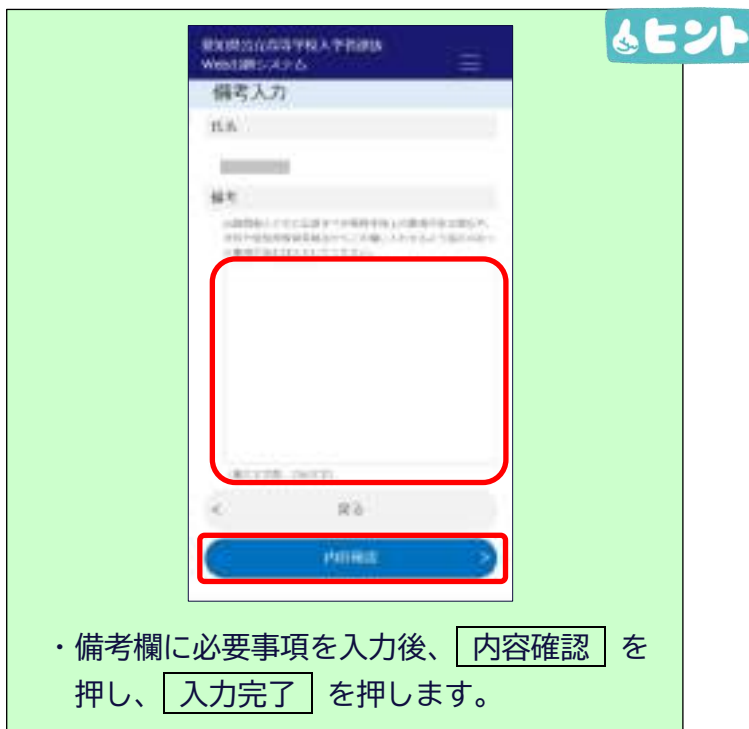 ヒント
愛知県公立高等学校入学者選抜
Web出願システム
備考入力
氏名
備考
戻る
内容確認
・備考欄に必要事項を入力後、 内容確認 を
押し、 入力完了 を押します。